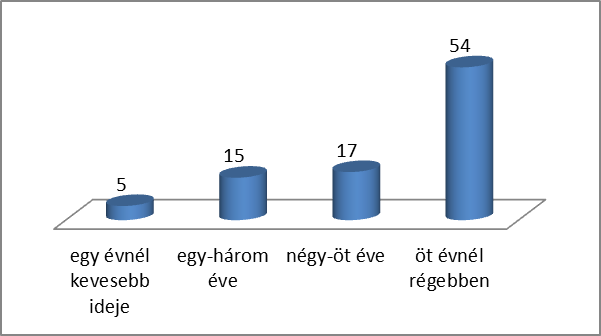 54
17
15
5
egy évnél
kevesebb
ideje
egy-három
éve
négy-öt éve
öt évnél
régebben